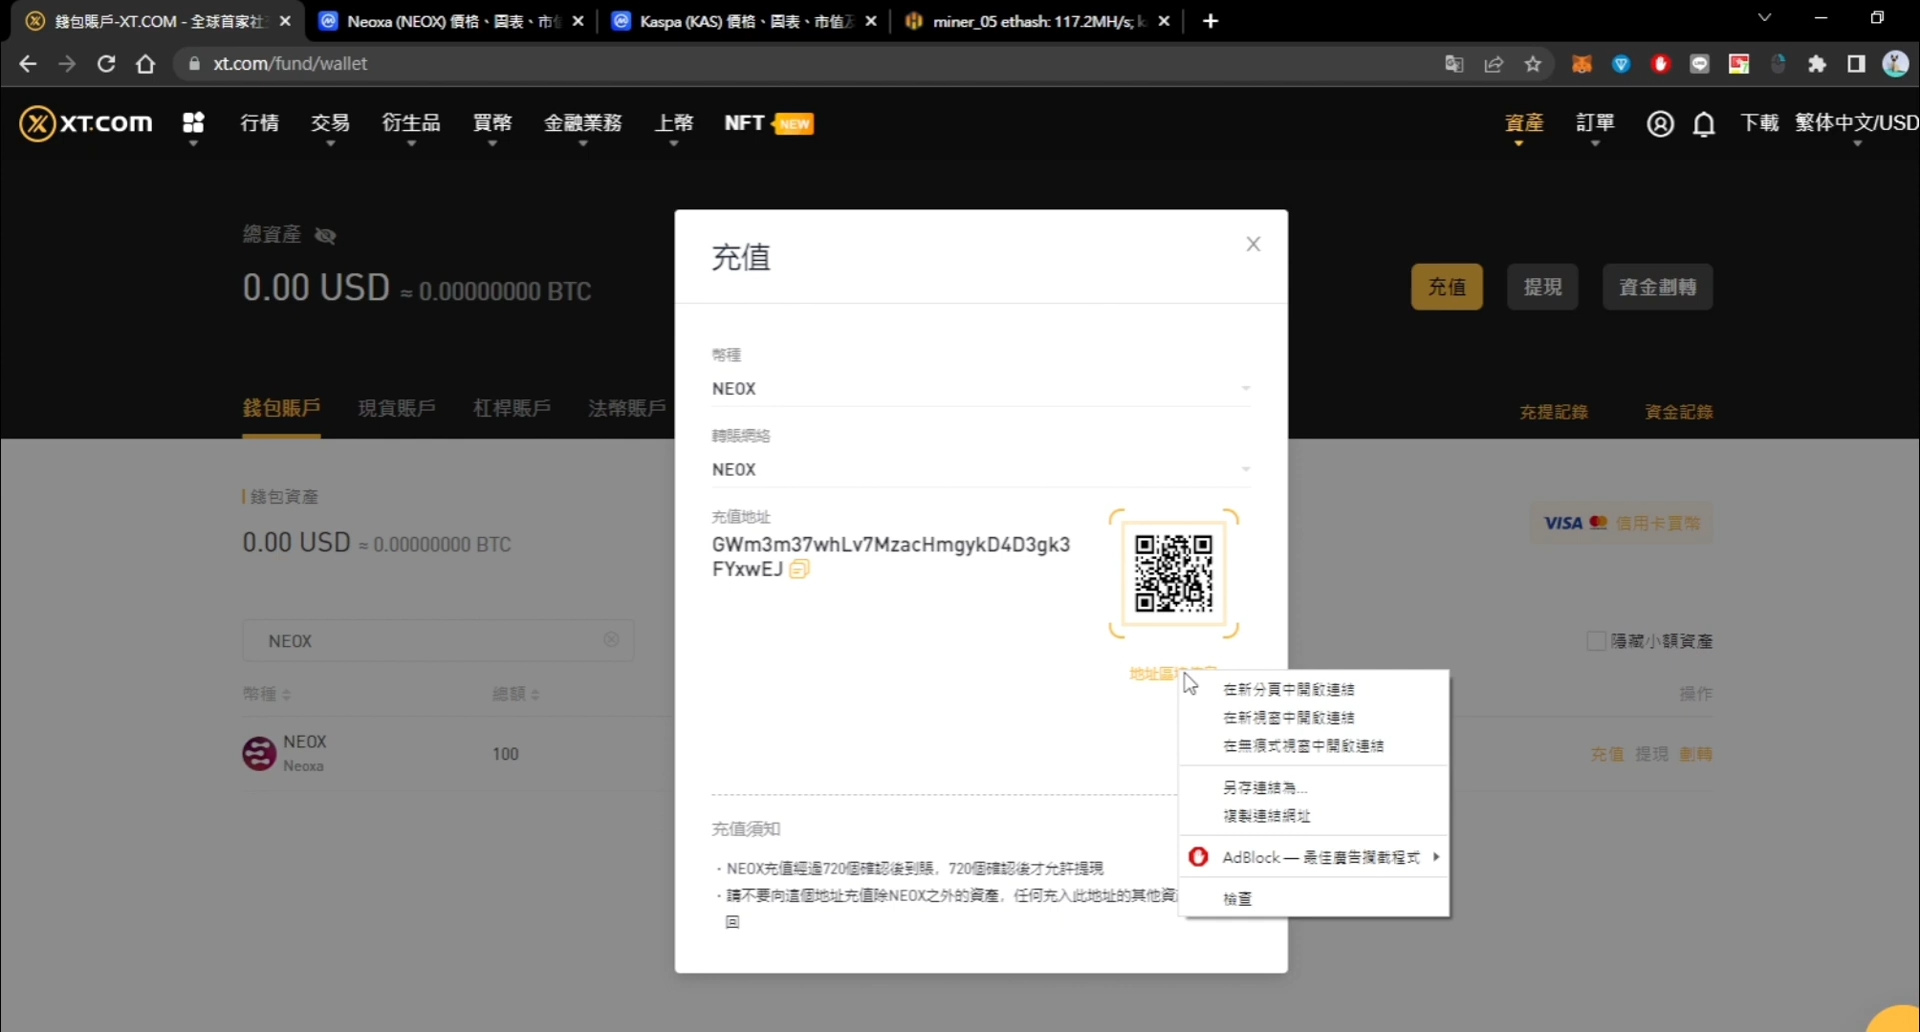 錢包賬戶-XT.COM - 全球首家社
Neoxa (NEOX) 價格、圖表、市
Kaspa (KAS) 價格、圖表、市值及
miner_05 ethash: 117.2MH/s; k
xt.com/fund/wallet
XT.COM
行情
交易
衍生品
買幣
金融業務
上幣
NFT
NEW
資產
訂單
下載
繁体中文/USD
總資產
0.00 USD ≈ 0.00000000 BTC
充值
提現
資金劃轉
錢包賬戶
現貨賬戶
杠桿賬戶
法幣賬戶
充提記錄
資金記錄
錢包資產
0.00 USD ≈ 0.00000000 BTC
VISA
信用卡買幣
NEOX
隱藏小額資產
幣種
總額
操作
NEOX
Neoxa
100
充值 提現 劃轉
充值
幣種
NEOX
轉賬網絡
NEOX
充值地址
GWm3m37whLv7MzacHmgykD4D3gk3
FYxwEJ
地址區
充值須知
· NEOX充值經過720個確認後到賬，720個確認後才允許提現
· 請不要向這個地址充值除NEOX之外的資產，任何充入此地址的其他資
回
在新分頁中開啟連結
在新視窗中開啟連結
在無痕式視窗中開啟連結
另存連結為...
複製連結網址
AdBlock — 最佳廣告攔截程式
檢查